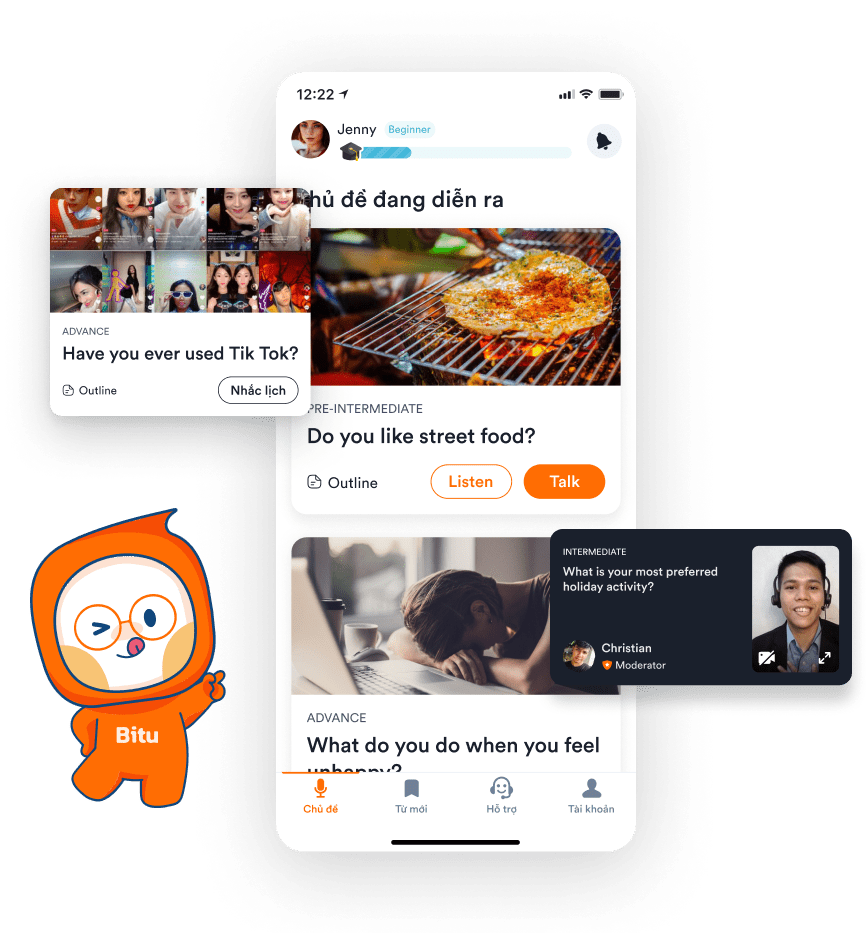 12:22
Jenny Beginner
hủ đề đang diễn ra
ADVANCE
Have you ever used Tik Tok?
Outline
Nhắc lịch
PRE-INTERMEDIATE
Do you like street food?
Outline
Listen
Talk
INTERMEDIATE
What is your most preferred
holiday activity?
Christian
Moderator
Bitu
ADVANCE
What do you do when you feel
unhappy?
Chủ đề
Từ mới
Hỗ trợ
Tài khoản